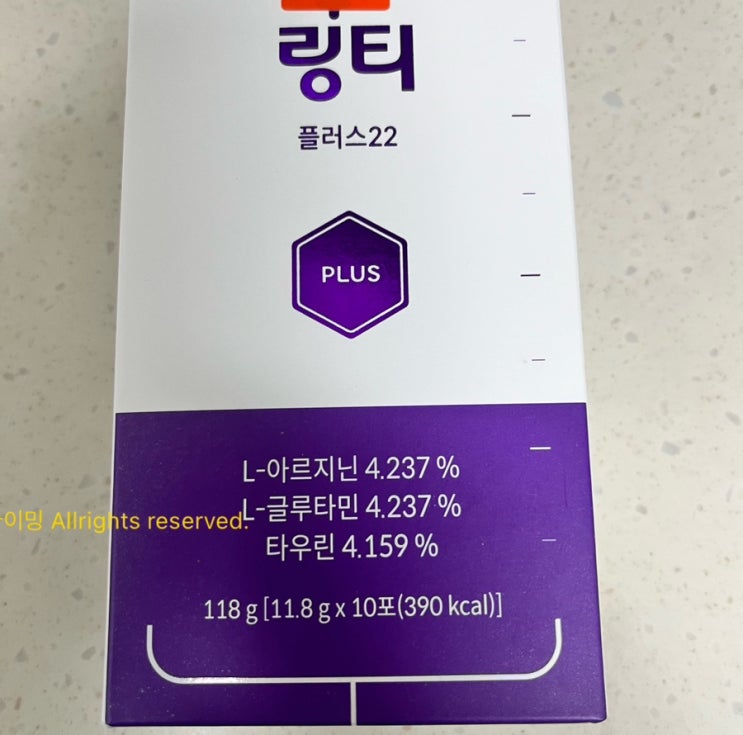 링티
플러스22
PLUS
L-아르지닌 4.237 %
L-글루타민 4.237 %
이밍 Allrights reserved.
타우린 4.159 %
118 g [11.8 g x 10포(390 kcal)]